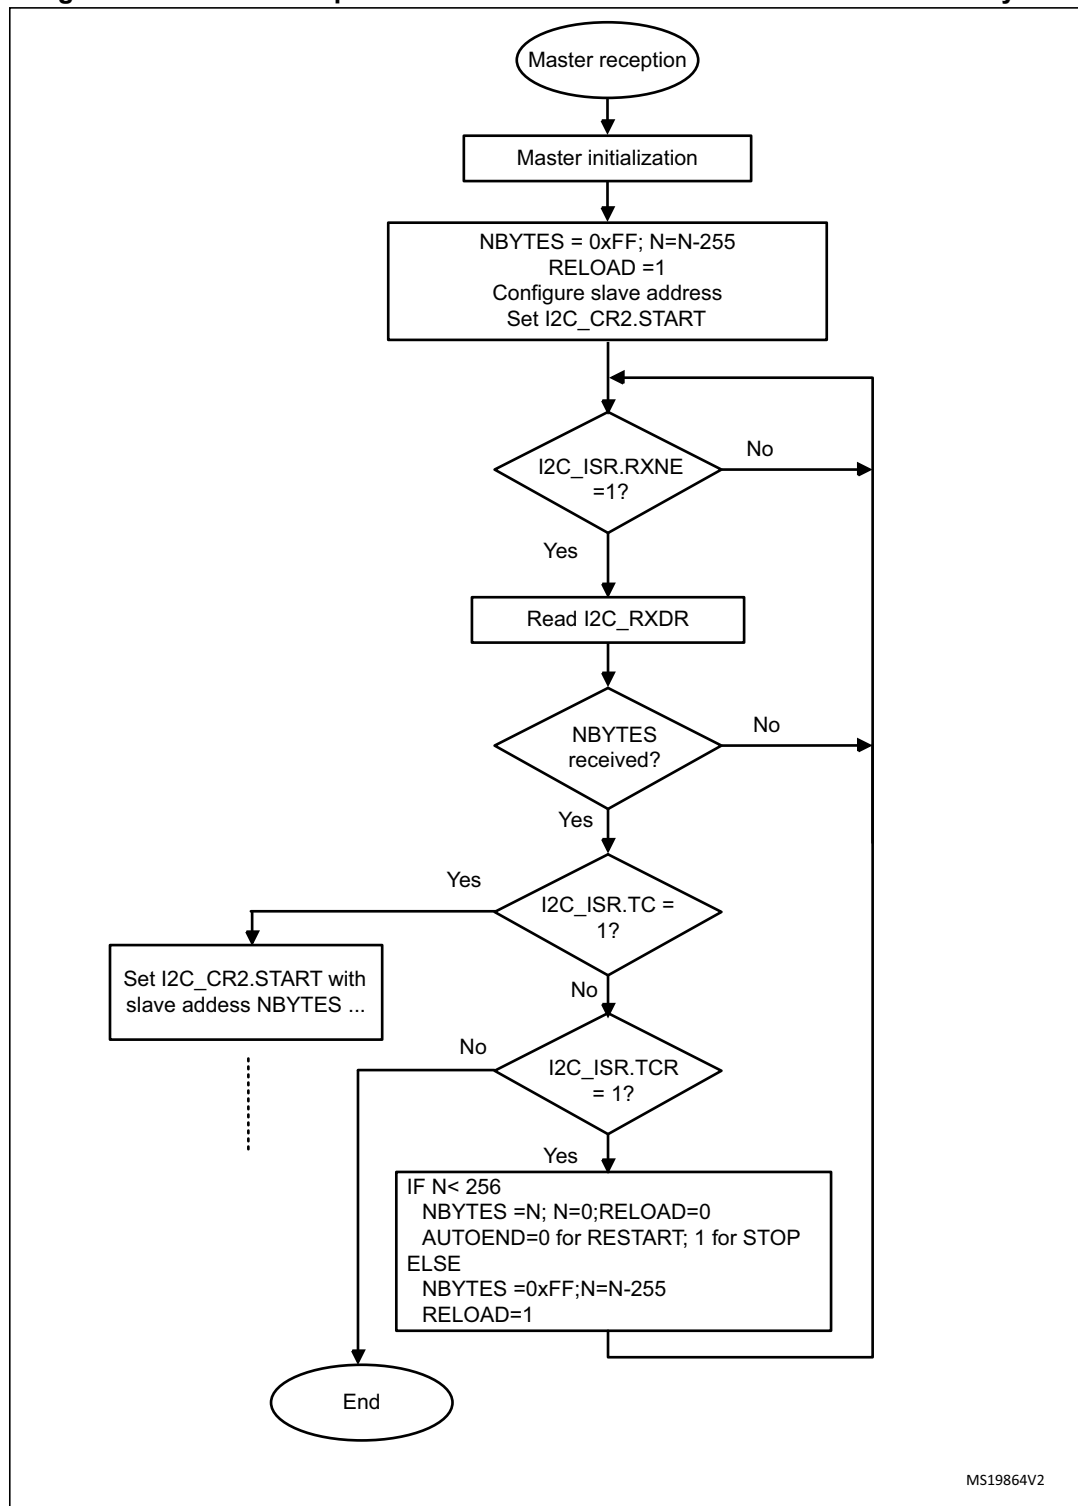 Master reception
Master initialization
NBYTES = 0xFF; N=N-255
RELOAD =1
Configure slave address
Set I2C_CR2.START
I2C_ISR.RXNE
=1?
No
Yes
Read I2C_RXDR
NBYTES
received?
No
Yes
I2C_ISR.TC =
1?
Yes
Set I2C_CR2.START with
slave addess NBYTES ...
No
I2C_ISR.TCR
= 1?
No
Yes
IF N< 256
NBYTES =N; N=0;RELOAD=0
AUTOEND=0 for RESTART; 1 for STOP
ELSE
NBYTES =0xFF;N=N-255
RELOAD=1
End
MS19864V2